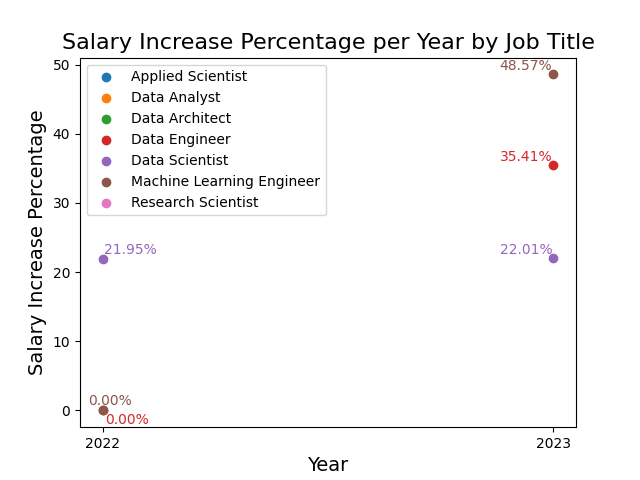 Salary Increase Percentage per Year by Job Title
Salary Increase Percentage
50
40
30
20
10
0
Applied Scientist
Data Analyst
Data Architect
Data Engineer
Data Scientist
Machine Learning Engineer
Research Scientist
48.57%
35.41%
21.95%
22.01%
0.00%
0.00%
2022
2023
Year